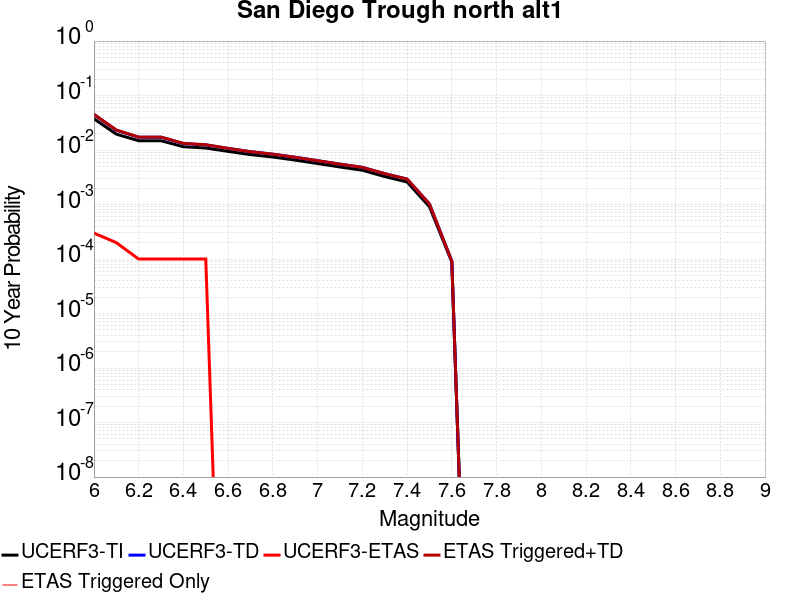 San Diego Trough north alt1
10 Year Probability
10^0
10^-1
10^-2
10^-3
10^-4
10^-5
10^-6
10^-7
10^-8
6 6.2 6.4 6.6 6.8 7 7.2 7.4 7.6 7.8 8 8.2 8.4 8.6 8.8 9
Magnitude
UCERF3-TI UCERF3-TD UCERF3-ETAS ETAS Triggered+TD
ETAS Triggered Only